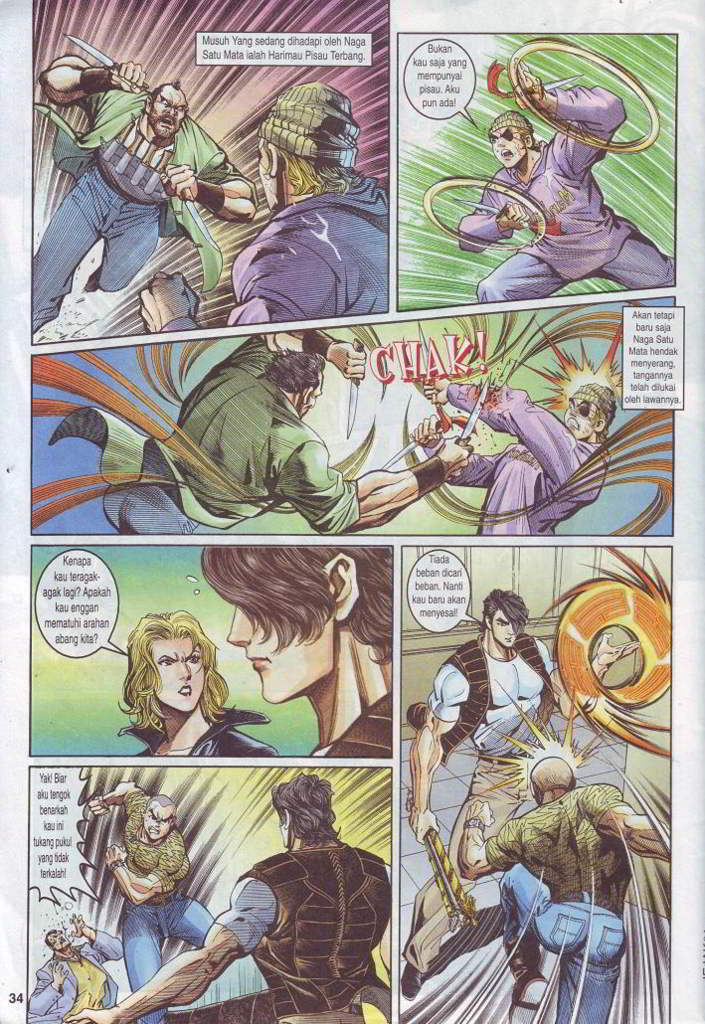 Musuh Yang sedang dihadapi oleh Naga
Satu Mata ialah Harimau Pisau Terbang.
Bukan
kau saja yang
mempunyai
pisau. Aku
pun ada!
Akan tetapi
baru saja
Naga Satu
Mata hendak
menyerang,
tangannya
telah dilukai
oleh lawannya.
CHAK!
Kenapa
kau teragak-
agak lagi? Apakah
kau enggan
mematuhi arahan
abang kita?
Tiada
beban dicari
beban. Nanti
kau baru akan
menyesal!
Yak! Biar
aku tengok
benarkah
kau ini
tukang pukul
yang tidak
terkalah!
34